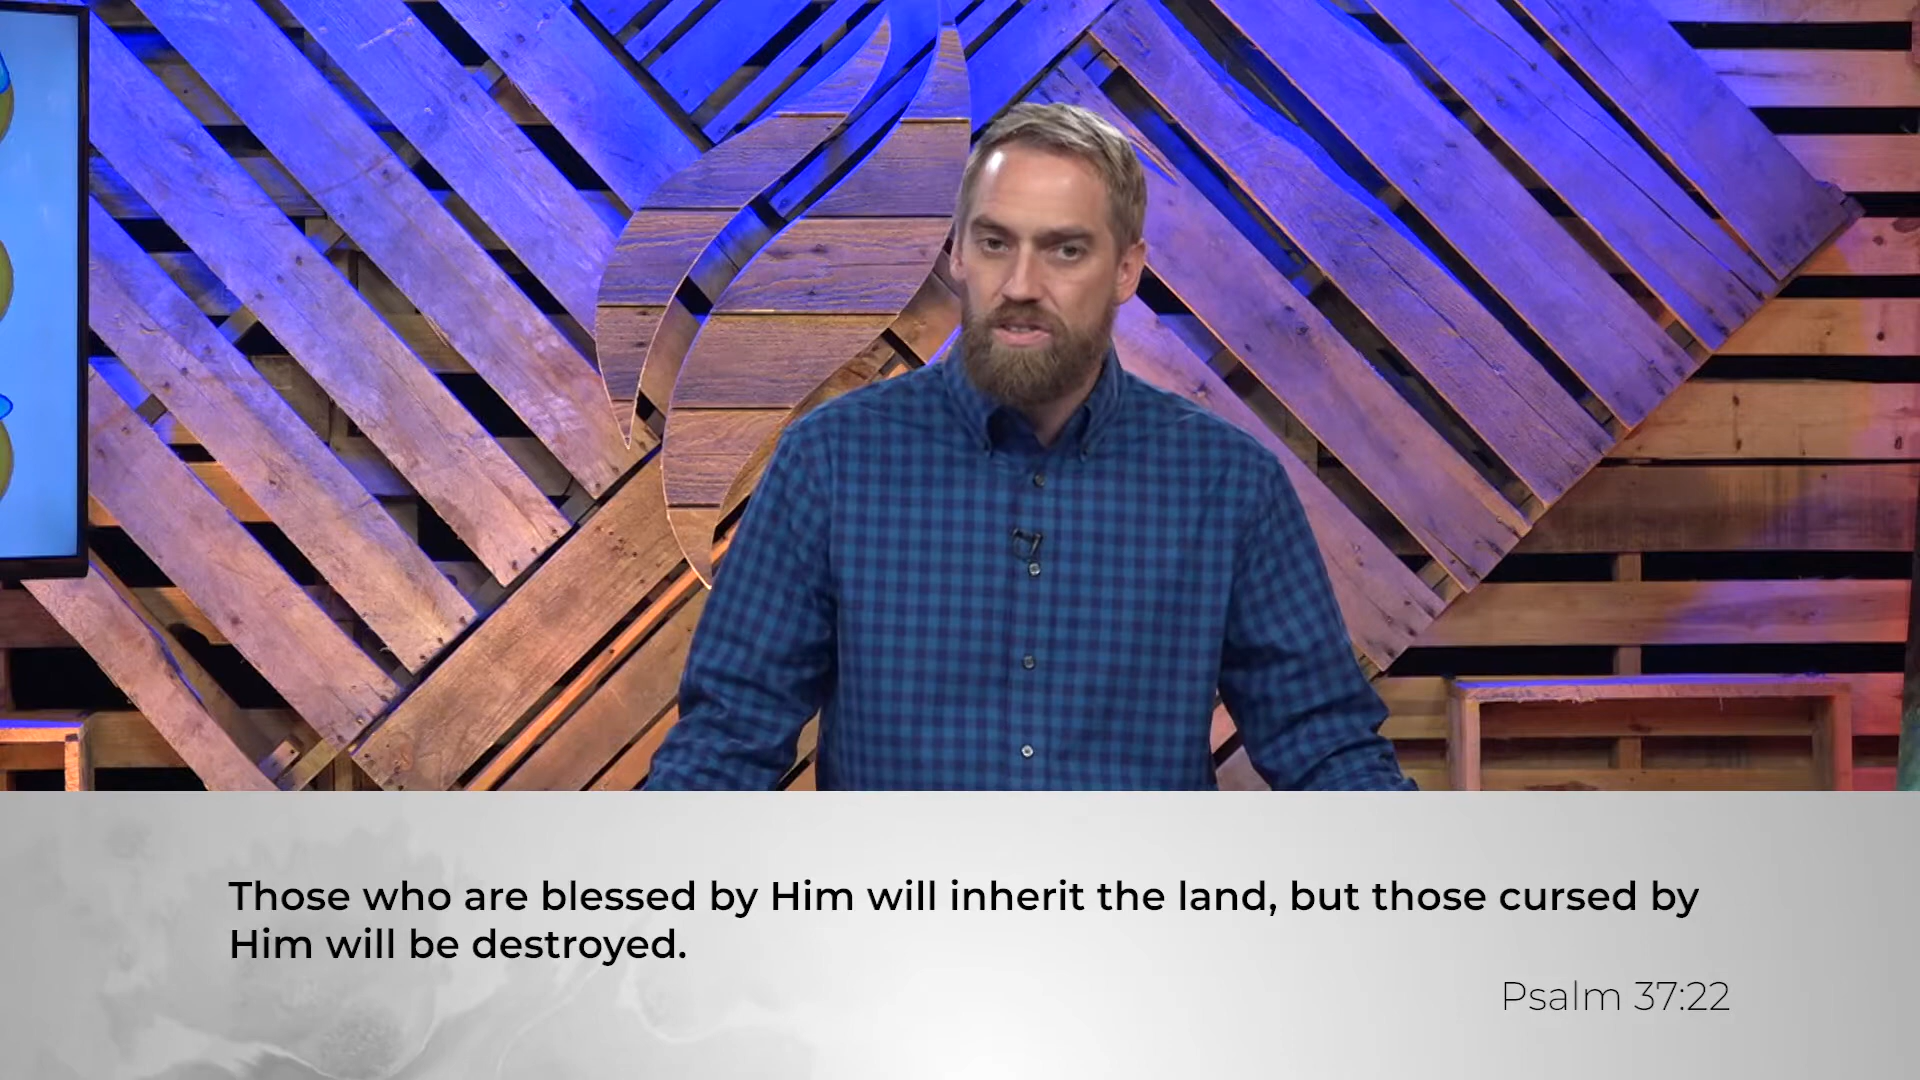 Those who are blessed by Him will inherit the land, but those cursed by
Him will be destroyed.
Psalm 37:22